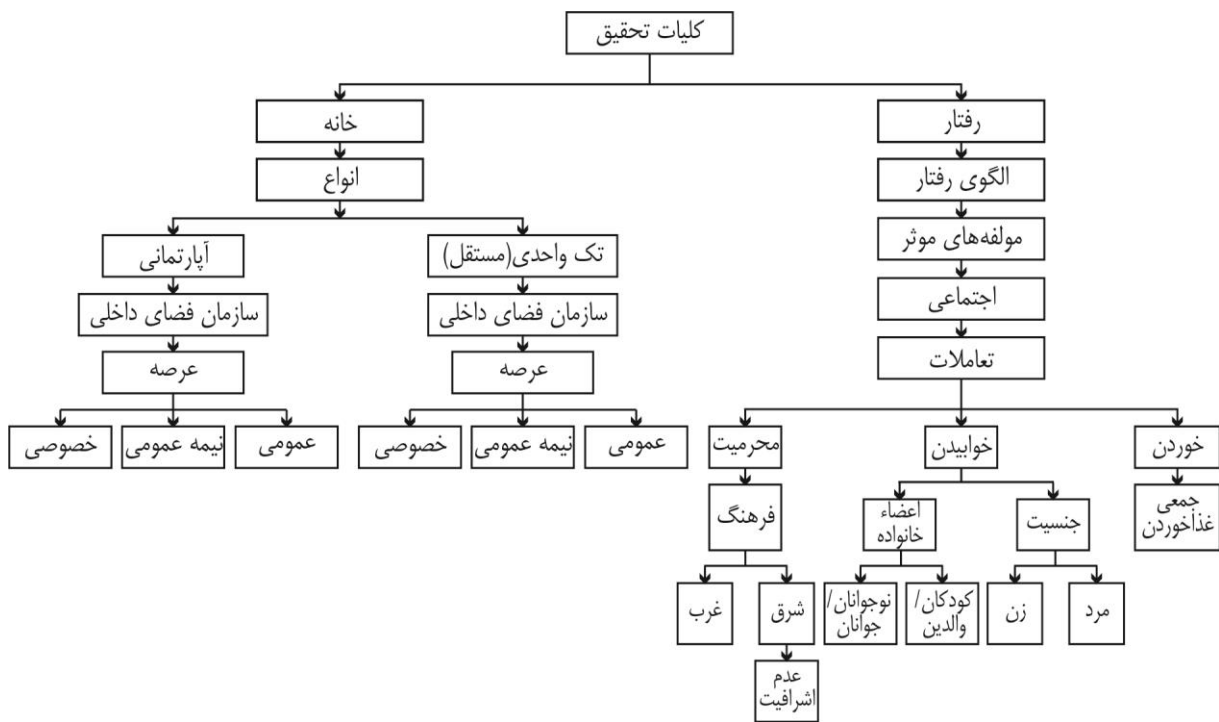 کلیات تحقیق
رفتار
خانه
الگوی رفتار
انواع
مولفه‌های موثر
تک واحدی(مستقل)
آپارتمانی
اجتماعی
سازمان فضای داخلی
سازمان فضای داخلی
تعاملات
عرصه
عرصه
خوردن
خوابیدن
محرمیت
عمومی
نیمه عمومی
خصوصی
عمومی
نیمه عمومی
خصوصی
جمعی
غذاخوردن
جنسیت
اعضاء
خانواده
فرهنگ
مرد
زن
کودکان/
والدین
نوجوانان/
جوانان
شرق
غرب
عدم
اشرافیت